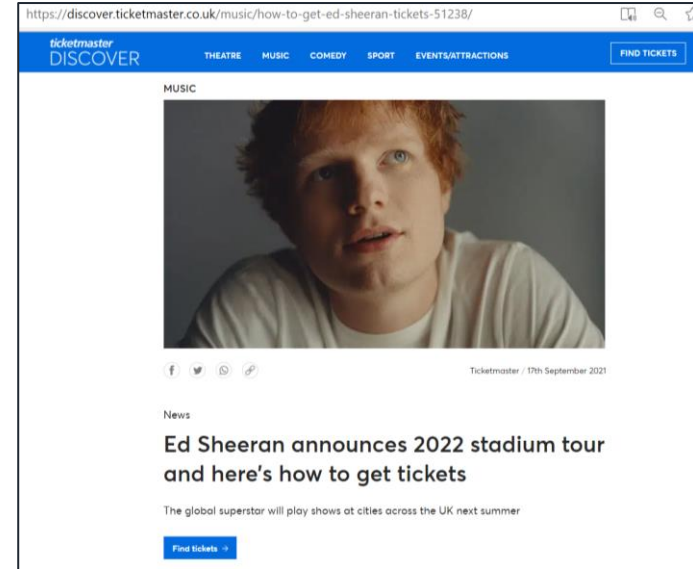 https://discover.ticketmaster.co.uk/music/how-to-get-ed-sheeran-tickets-51238/
ticketmaster
DISCOVER
THEATRE MUSIC COMEDY SPORT EVENTS/ATTRACTIONS
FIND TICKETS
MUSIC
Ticketmaster / 17th September 2021
News
Ed Sheeran announces 2022 stadium tour
and here's how to get tickets
The global superstar will play shows at cities across the UK next summer
Find tickets →